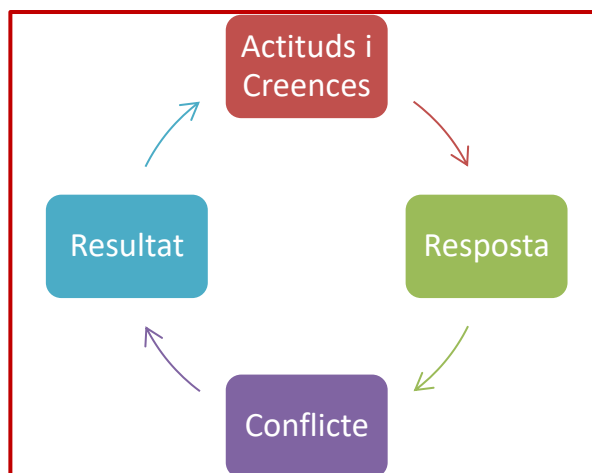 Actituds i
Creences
Resposta
Conflicte
Resultat